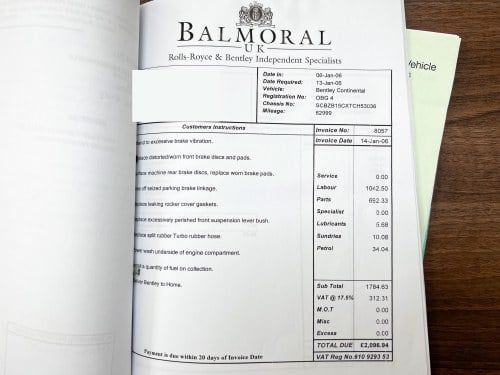 BALMORAL
UK
Rolls-Royce & Bentley Independent Specialists
Date In: 06-Jan-06
Date Required: 13-Jan-06
Vehicle: Bentley Continental
Registration No: OBG 4
Chassis No: SCBZB15CXTCH53036
Mileage: 62999
Customers Instructions
Invoice No: 8057
Invoice Date 14-Jan-06
to excessive brake vibration.
distorted/worn front brake discs and pads.
machine rear brake discs, replace worn brake pads.
off seized parking brake linkage.
leaking rocker cover gaskets.
excessively perished front suspension lever bush.
split rubber Turbo rubber hose.
wash underside of engine compartment.
a quantity of fuel on collection.
Bentley to Home.
Service 0.00
Labour 1042.50
Parts 692.33
Specialist 0.00
Lubricants 5.68
Sundries 10.08
Petrol 34.04
Sub Total 1784.63
VAT @ 17.5% 312.31
M.O.T 0.00
Misc 0.00
Excess 0.00
TOTAL DUE £2,096.94
Payment is due within 20 days of Invoice Date
VAT Reg No.610 9293 53
Vehicle